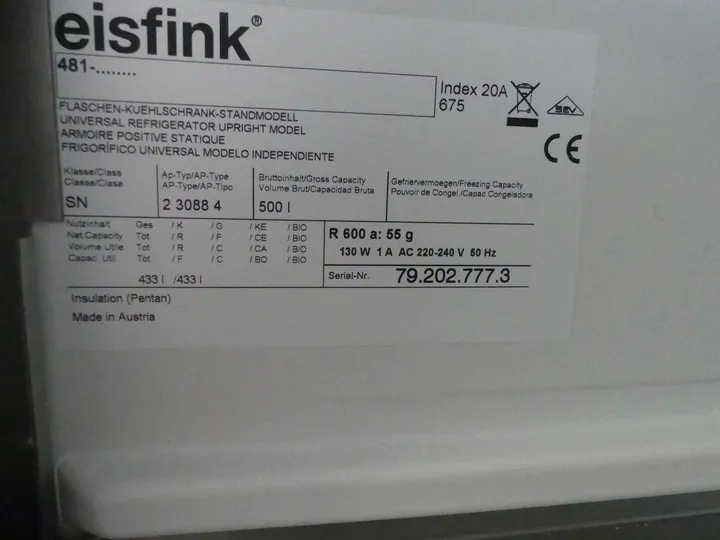 eisfink®
481-........
Index 20A
675
SEV
CE
FLASCHEN-KUEHLSCHRANK-STANDMODELL
UNIVERSAL REFRIGERATOR UPRIGHT MODEL
ARMOIRE POSITIVE STATIQUE
FRIGORÍFICO UNIVERSAL MODELO INDEPENDIENTE
Klasse/Class
Classe/Clase
SN
Ap-Typ/AP-Type
AP-Type/AP-Tipo
2 3088 4
Bruttoinhalt/Gross Capacity
Volume Brut/Capacidad Bruta
500 l
Gefriervermoegen/Freezing Capacity
Pouvoir de Congel./Capac Congeladora
Nutzinhalt Ges / K / G / KE / BIO
Net Capacity Tot / R / F / CE / BIO
Volume Utile Tot / R / C / CA / BIO
Capac. Util Tot / F / C / BO / BIO
433 l /433 l
R 600 a: 55 g
130 W 1 A AC 220-240 V 50 Hz
Serial-Nr. 79.202.777.3
Insulation (Pentan)
Made in Austria